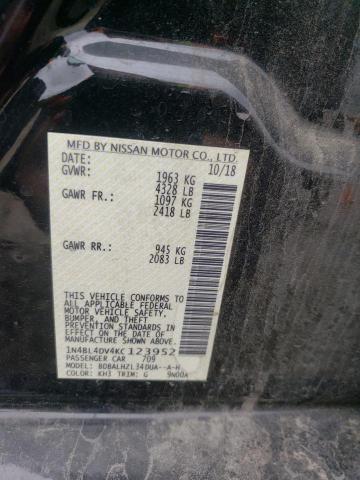 MFD BY NISSAN MOTOR CO., LTD.
DATE: 10/18
GVWR: 1963 KG
4328 LB
GAWR FR.: 1097 KG
2418 LB
GAWR RR.: 945 KG
2083 LB
THIS VEHICLE CONFORMS TO
ALL APPLICABLE FEDERAL
MOTOR VEHICLE SAFETY,
BUMPER, AND THEFT
PREVENTION STANDARDS IN
EFFECT ON THE DATE OF
MANUFACTURE SHOWN ABOVE.
1N4BL4DV4KC 123952
PASSENGER CAR 709
MODEL: BDBALHZL34DUA--A-H
COLOR: KH3 TRIM: G 9N00A